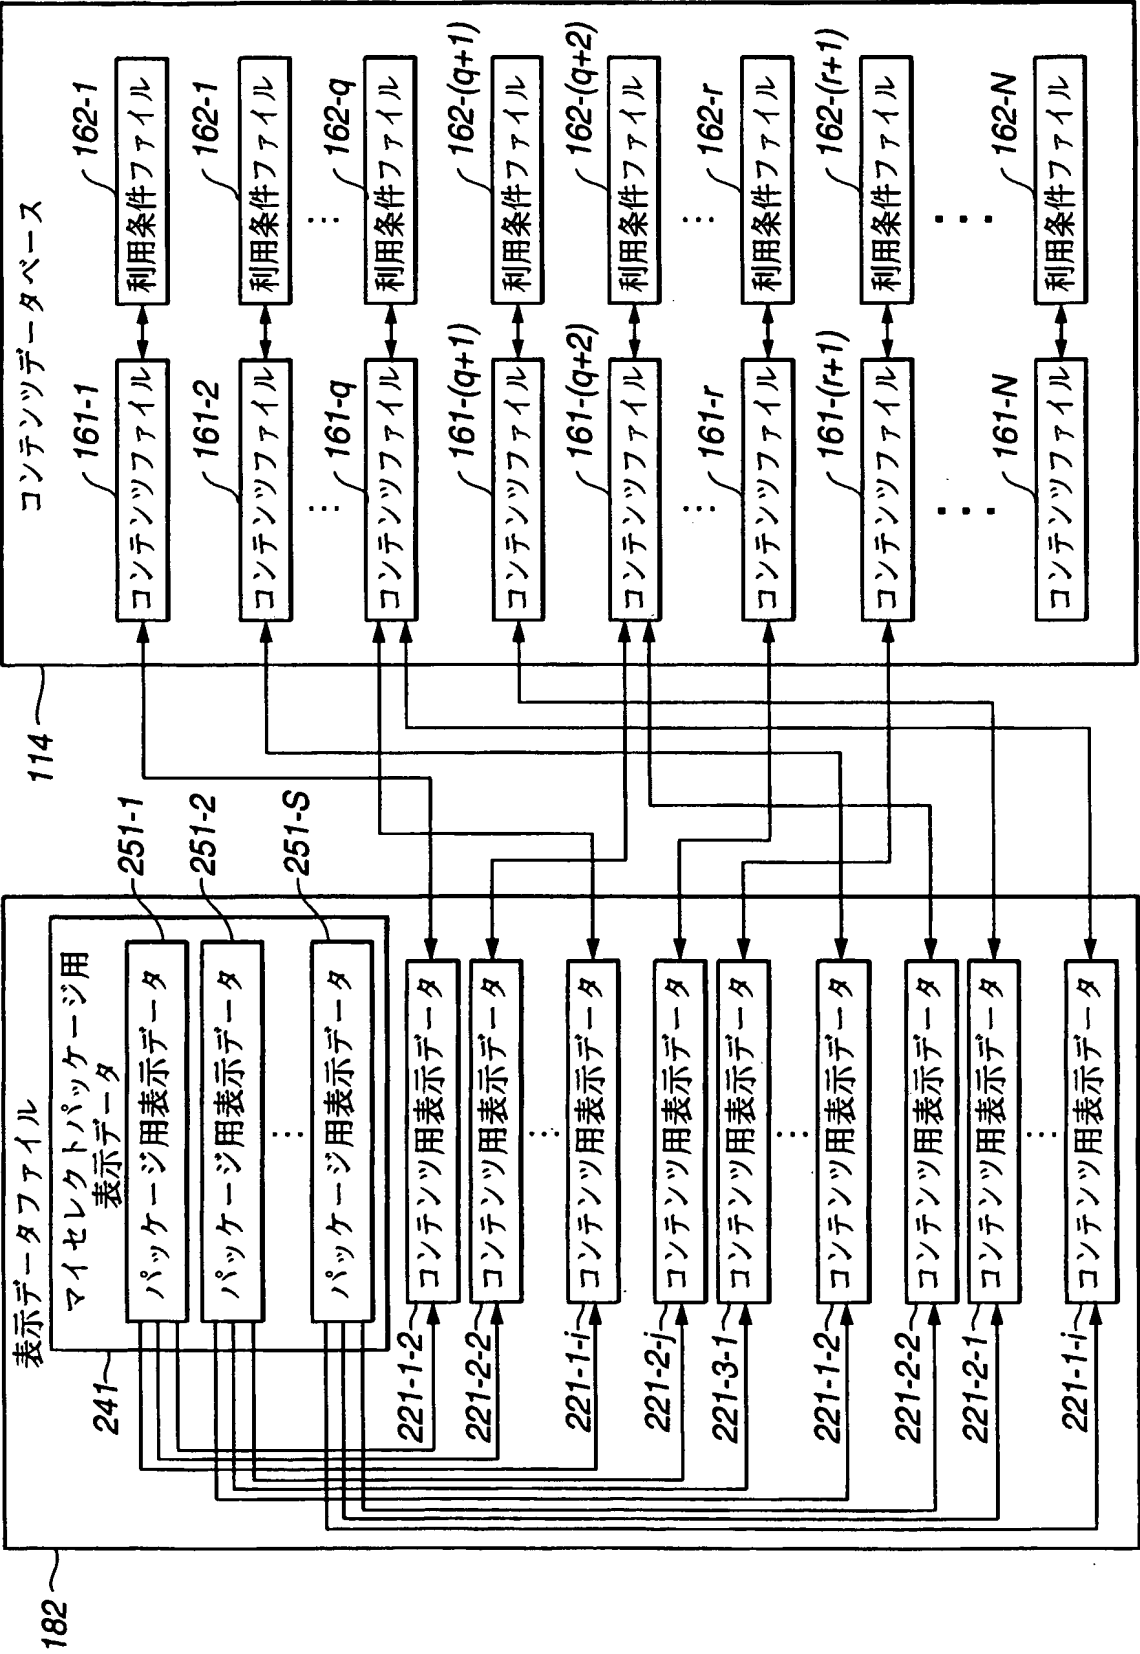 表示データファイル
182
マイセレクトパッケージ用
表示データ
241
パッケージ用表示データ
251-1
パッケージ用表示データ
251-2
…
パッケージ用表示データ
251-S
221-1-2
コンテンツ用表示データ
221-2-2
コンテンツ用表示データ
…
221-1-i
コンテンツ用表示データ
221-2-j
コンテンツ用表示データ
221-3-1
コンテンツ用表示データ
…
221-1-2
コンテンツ用表示データ
221-2-2
コンテンツ用表示データ
221-2-1
コンテンツ用表示データ
…
221-1-i
コンテンツ用表示データ
114
コンテンツデータベース
161-1
コンテンツファイル
162-1
利用条件ファイル
161-2
コンテンツファイル
162-1
利用条件ファイル
…
…
161-q
コンテンツファイル
162-q
利用条件ファイル
161-(q+1)
コンテンツファイル
162-(q+1)
利用条件ファイル
161-(q+2)
コンテンツファイル
162-(q+2)
利用条件ファイル
…
…
161-r
コンテンツファイル
162-r
利用条件ファイル
161-(r+1)
コンテンツファイル
162-(r+1)
利用条件ファイル
…
…
161-N
コンテンツファイル
162-N
利用条件ファイル